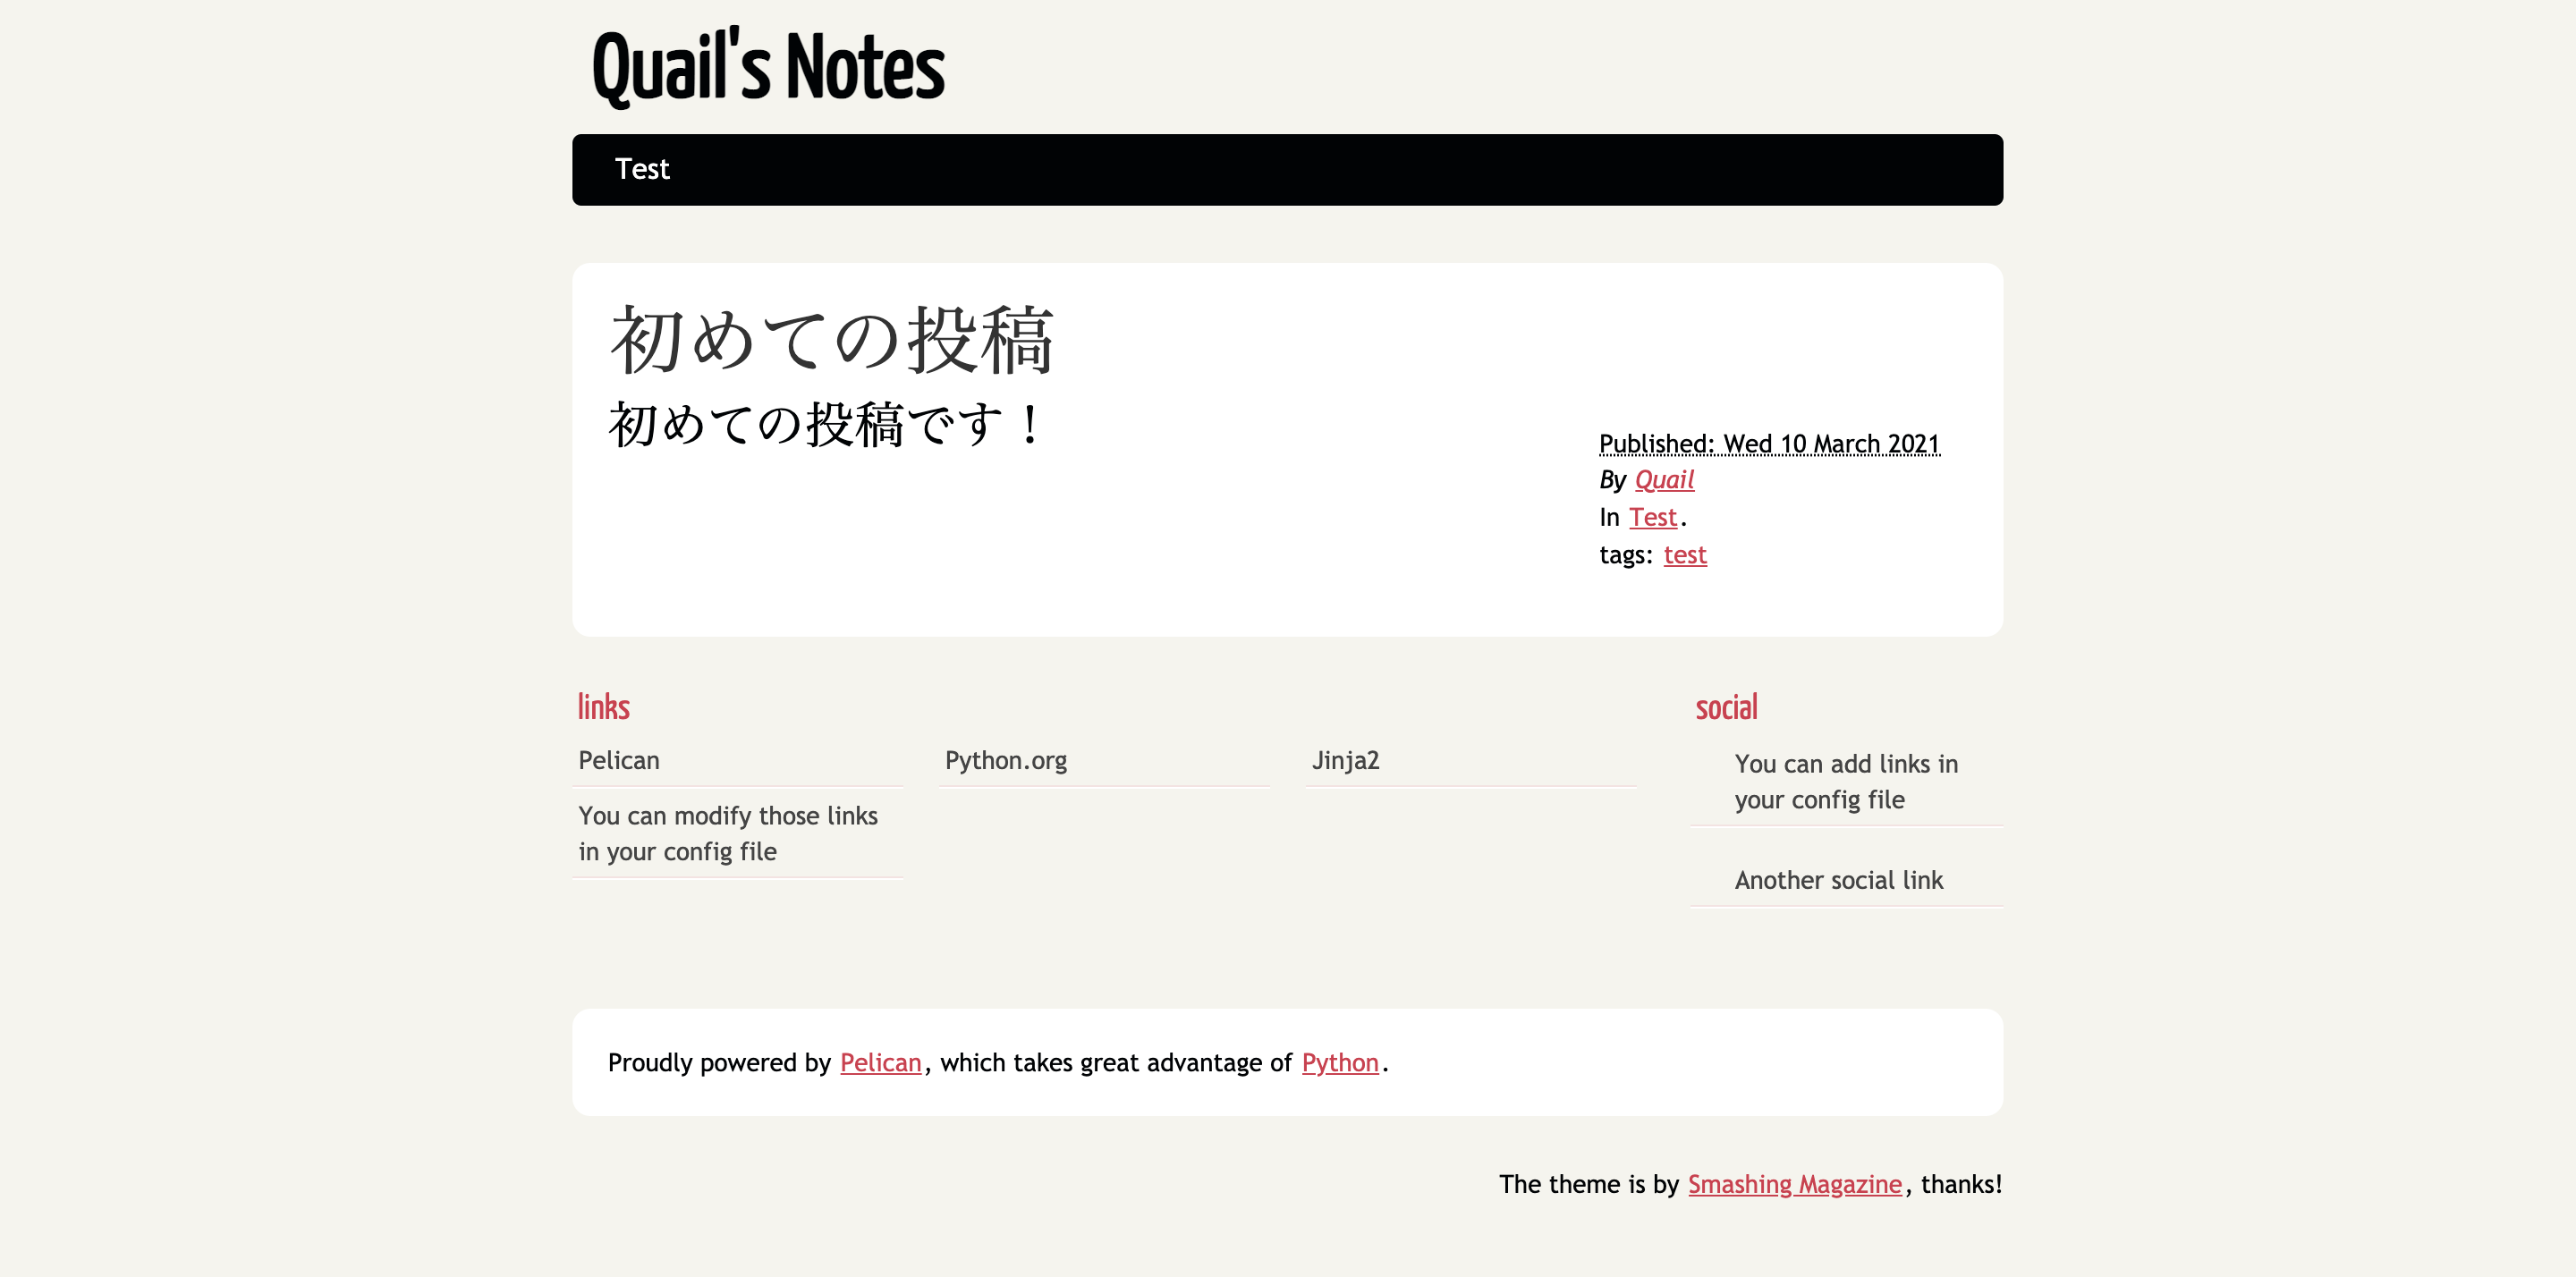 Quail's Notes
Test
初めての投稿
初めての投稿です！
Published: Wed 10 March 2021
By Quail
In Test.
tags: test
links
Pelican
Python.org
Jinja2
You can modify those links
in your config file
social
You can add links in
your config file
Another social link
Proudly powered by Pelican, which takes great advantage of Python.
The theme is by Smashing Magazine, thanks!